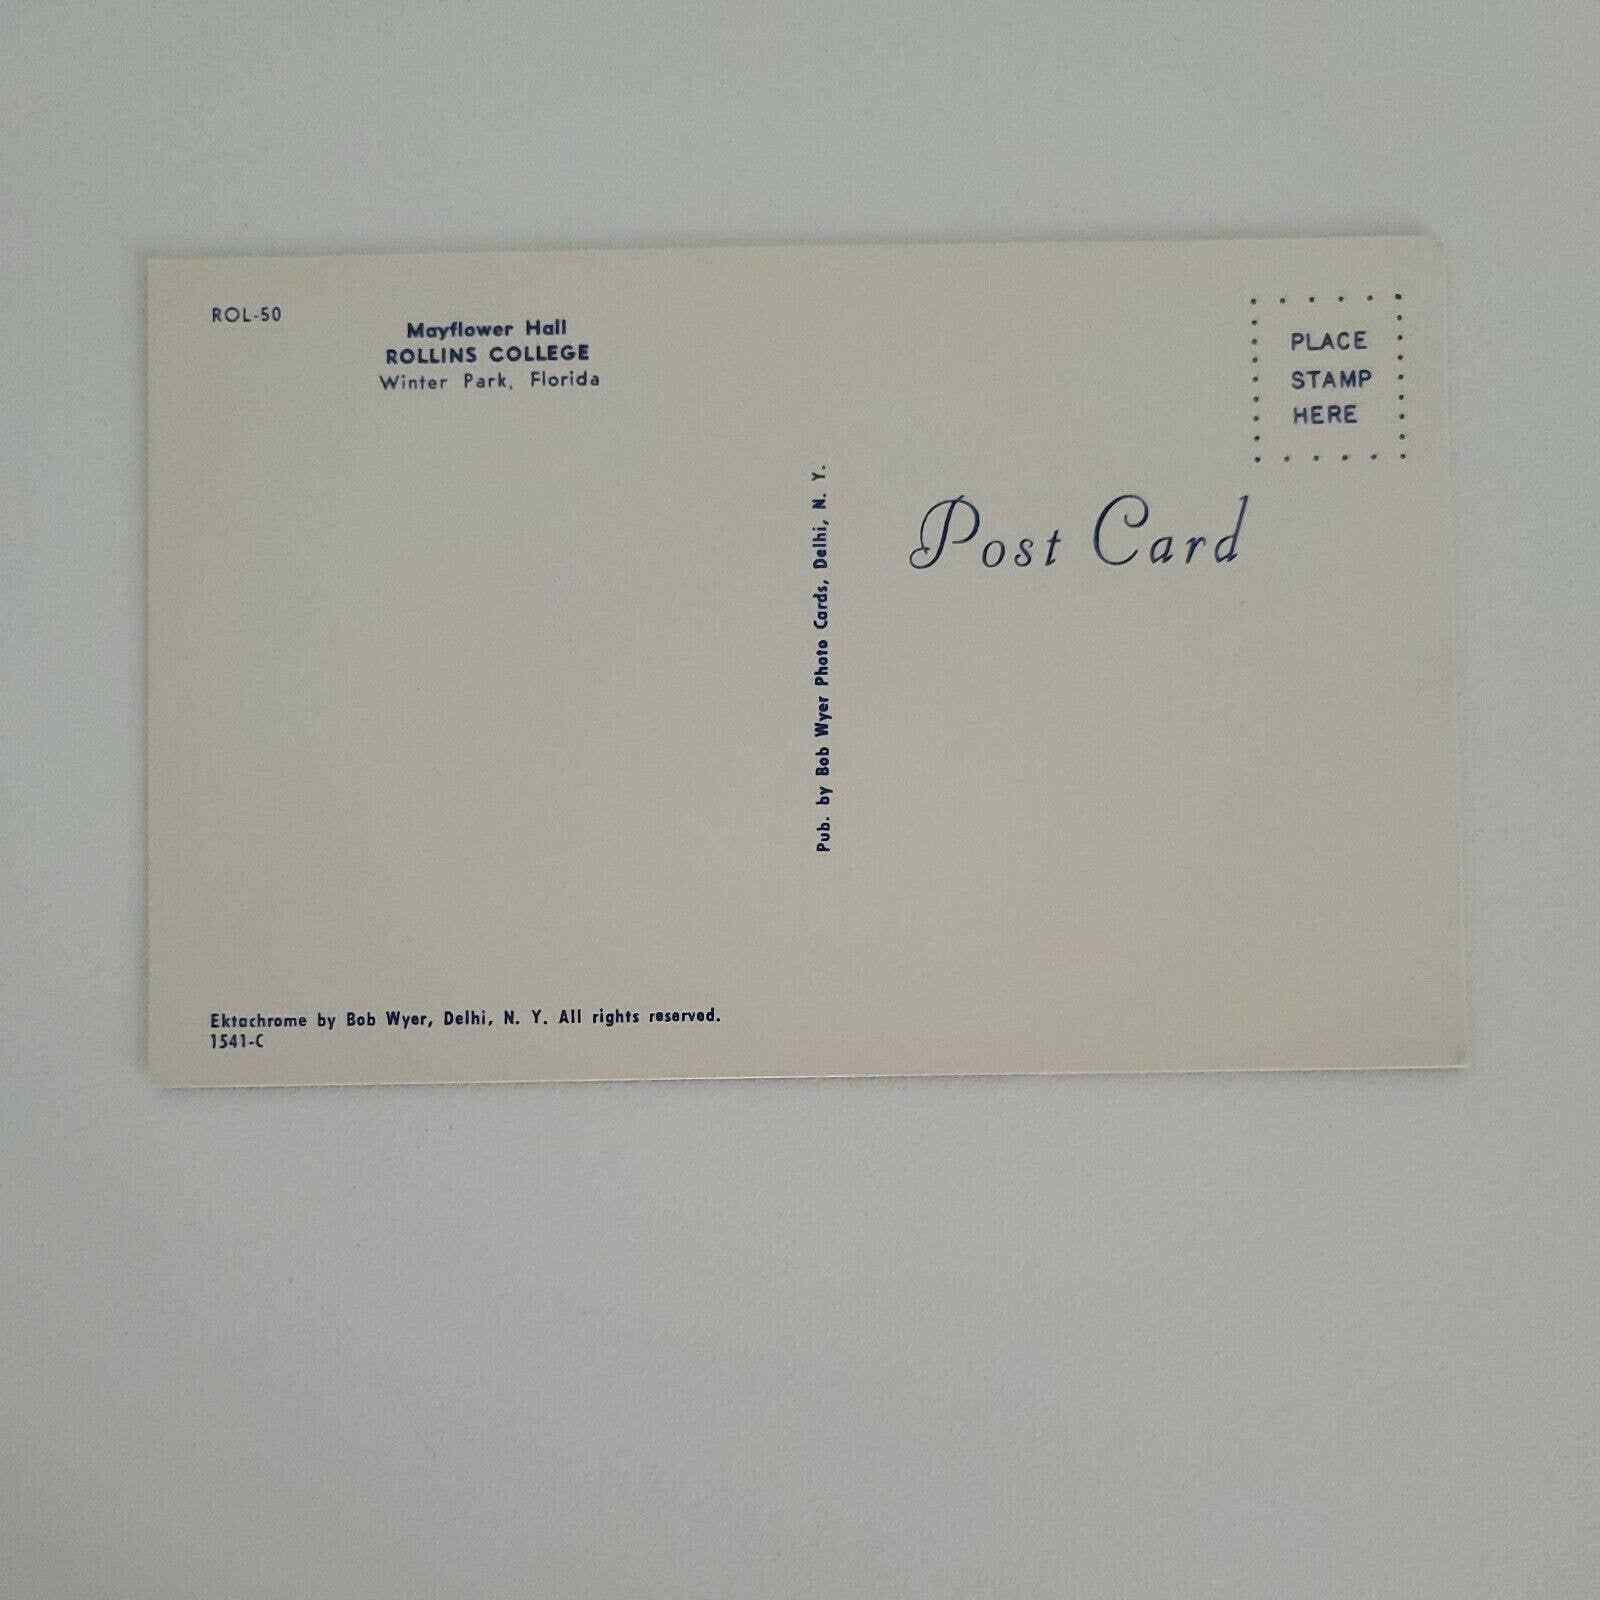 ROL-50
Mayflower Hall
ROLLINS COLLEGE
Winter Park, Florida
PLACE
STAMP
HERE
Post Card
Pub. by Bob Wyer Photo Cards, Delhi, N. Y.
Ektachrome by Bob Wyer, Delhi, N. Y. All rights reserved.
1541-C